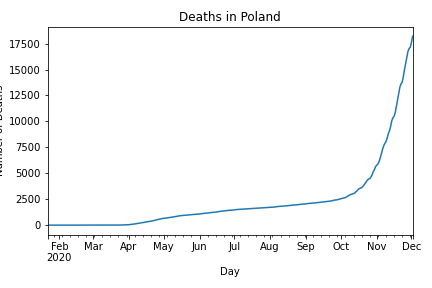 Deaths in Poland
Number of Deaths
17500
15000
12500
10000
7500
5000
2500
0
Feb Mar Apr May Jun Jul Aug Sep Oct Nov Dec
2020
Day